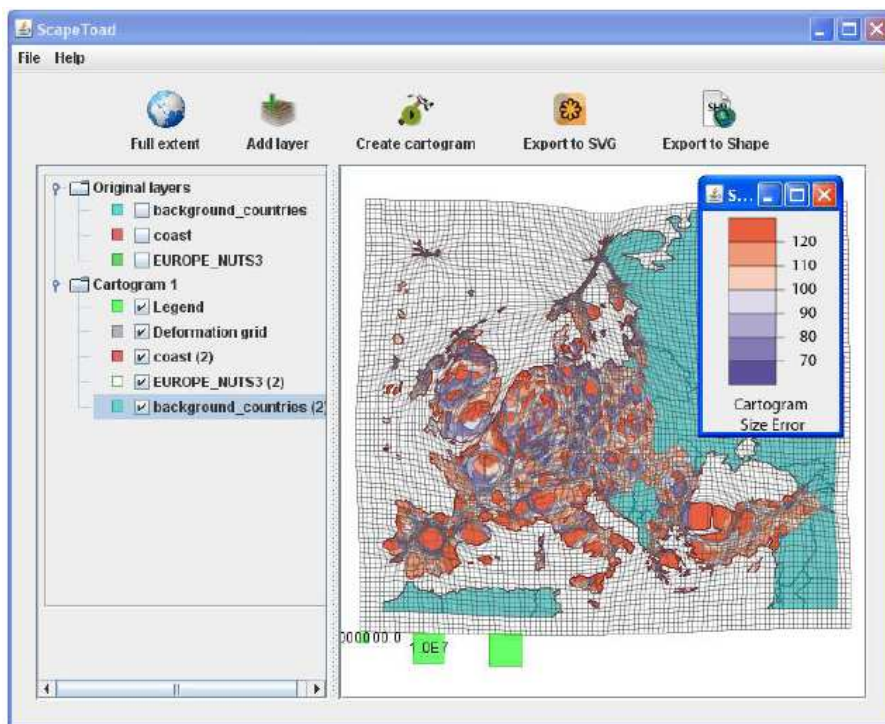 ScapeToad
File Help
Full extent Add layer Create cartogram Export to SVG Export to Shape
Original layers
background_countries
coast
EUROPE_NUTS3
Cartogram 1
Legend
Deformation grid
coast (2)
EUROPE_NUTS3 (2)
background_countries (2)
S...
120
110
100
90
80
70
Cartogram
Size Error
1.0E7